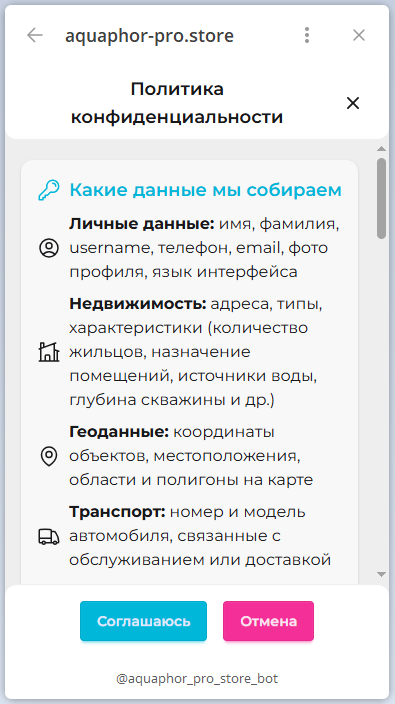 aquaphor-pro.store
Политика
конфиденциальности
Какие данные мы собираем
Личные данные: имя, фамилия,
username, телефон, email, фото
профиля, язык интерфейса
Недвижимость: адреса, типы,
характеристики (количество
жильцов, назначение
помещений, источники воды,
глубина скважины и др.)
Геоданные: координаты
объектов, местоположения,
области и полигоны на карте
Транспорт: номер и модель
автомобиля, связанные с
обслуживанием или доставкой
Соглашаюсь
Отмена
@aquaphor_pro_store_bot